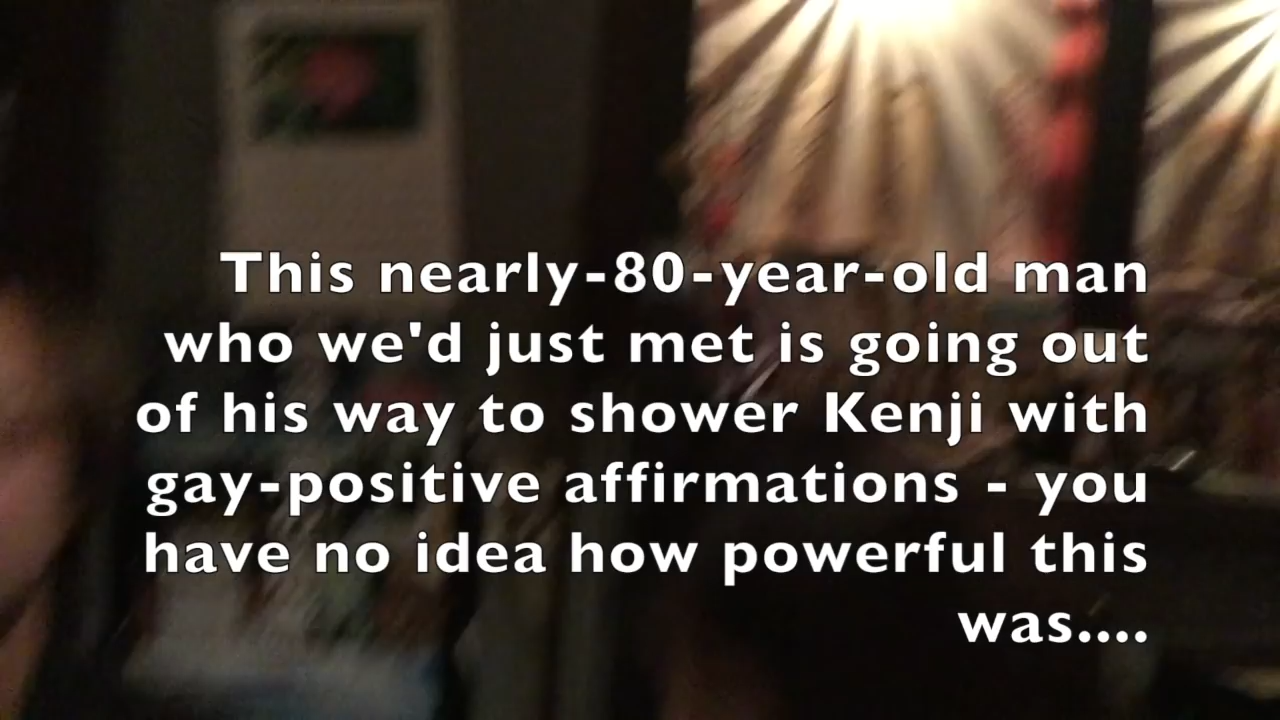 This nearly-80-year-old man
who we'd just met is going out
of his way to shower Kenji with
gay-positive affirmations - you
have no idea how powerful this
was....